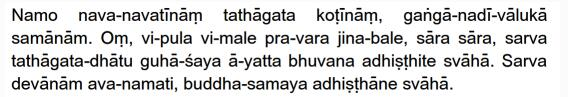 Namo nava-navatīnāṃ tathāgata koṭīnāṃ, gaṅgā-nadī-vālukā
samānāṃ. Oṃ, vi-pula vi-male pra-vara jina-bale, sāra sāra, sarva
tathāgata-dhātu guhā-śaya ā-yatta bhuvana adhiṣṭhite svāhā. Sarva
devānāṃ ava-namati, buddha-samaya adhiṣṭhāne svāhā.